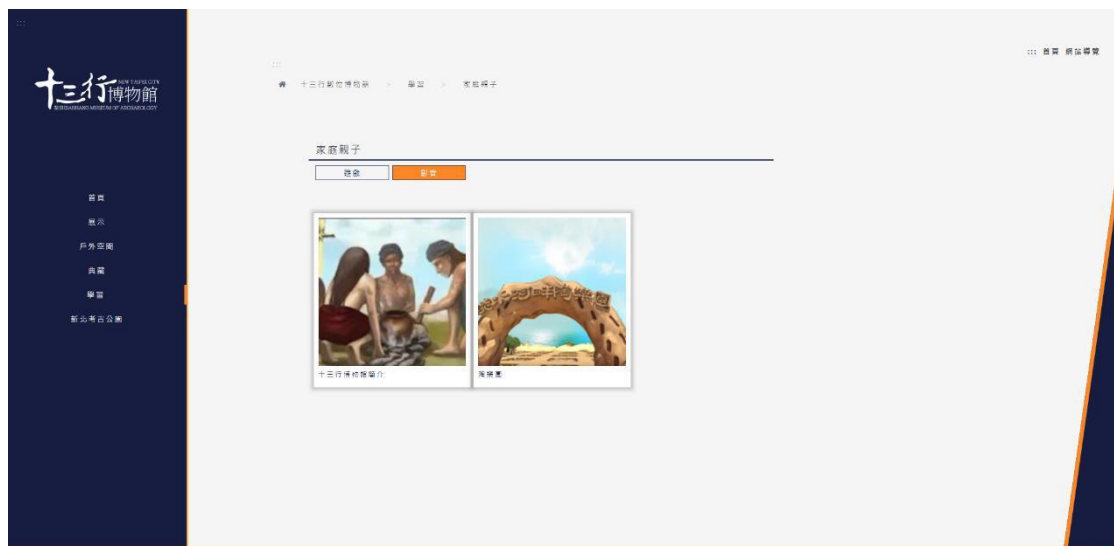 :::
十三行
NEW TAIPEI CITY
博物館
SHIHSANHANG MUSEUM OF ARCHAEOLOGY
首頁
展示
戶外空間
典藏
學習
新北考古公園
::: 首頁 網站導覽
:::
十三行數位博物館 > 學習 > 家庭親子
家庭親子
遊戲 影音
十三行博物館簡介
陶樂園